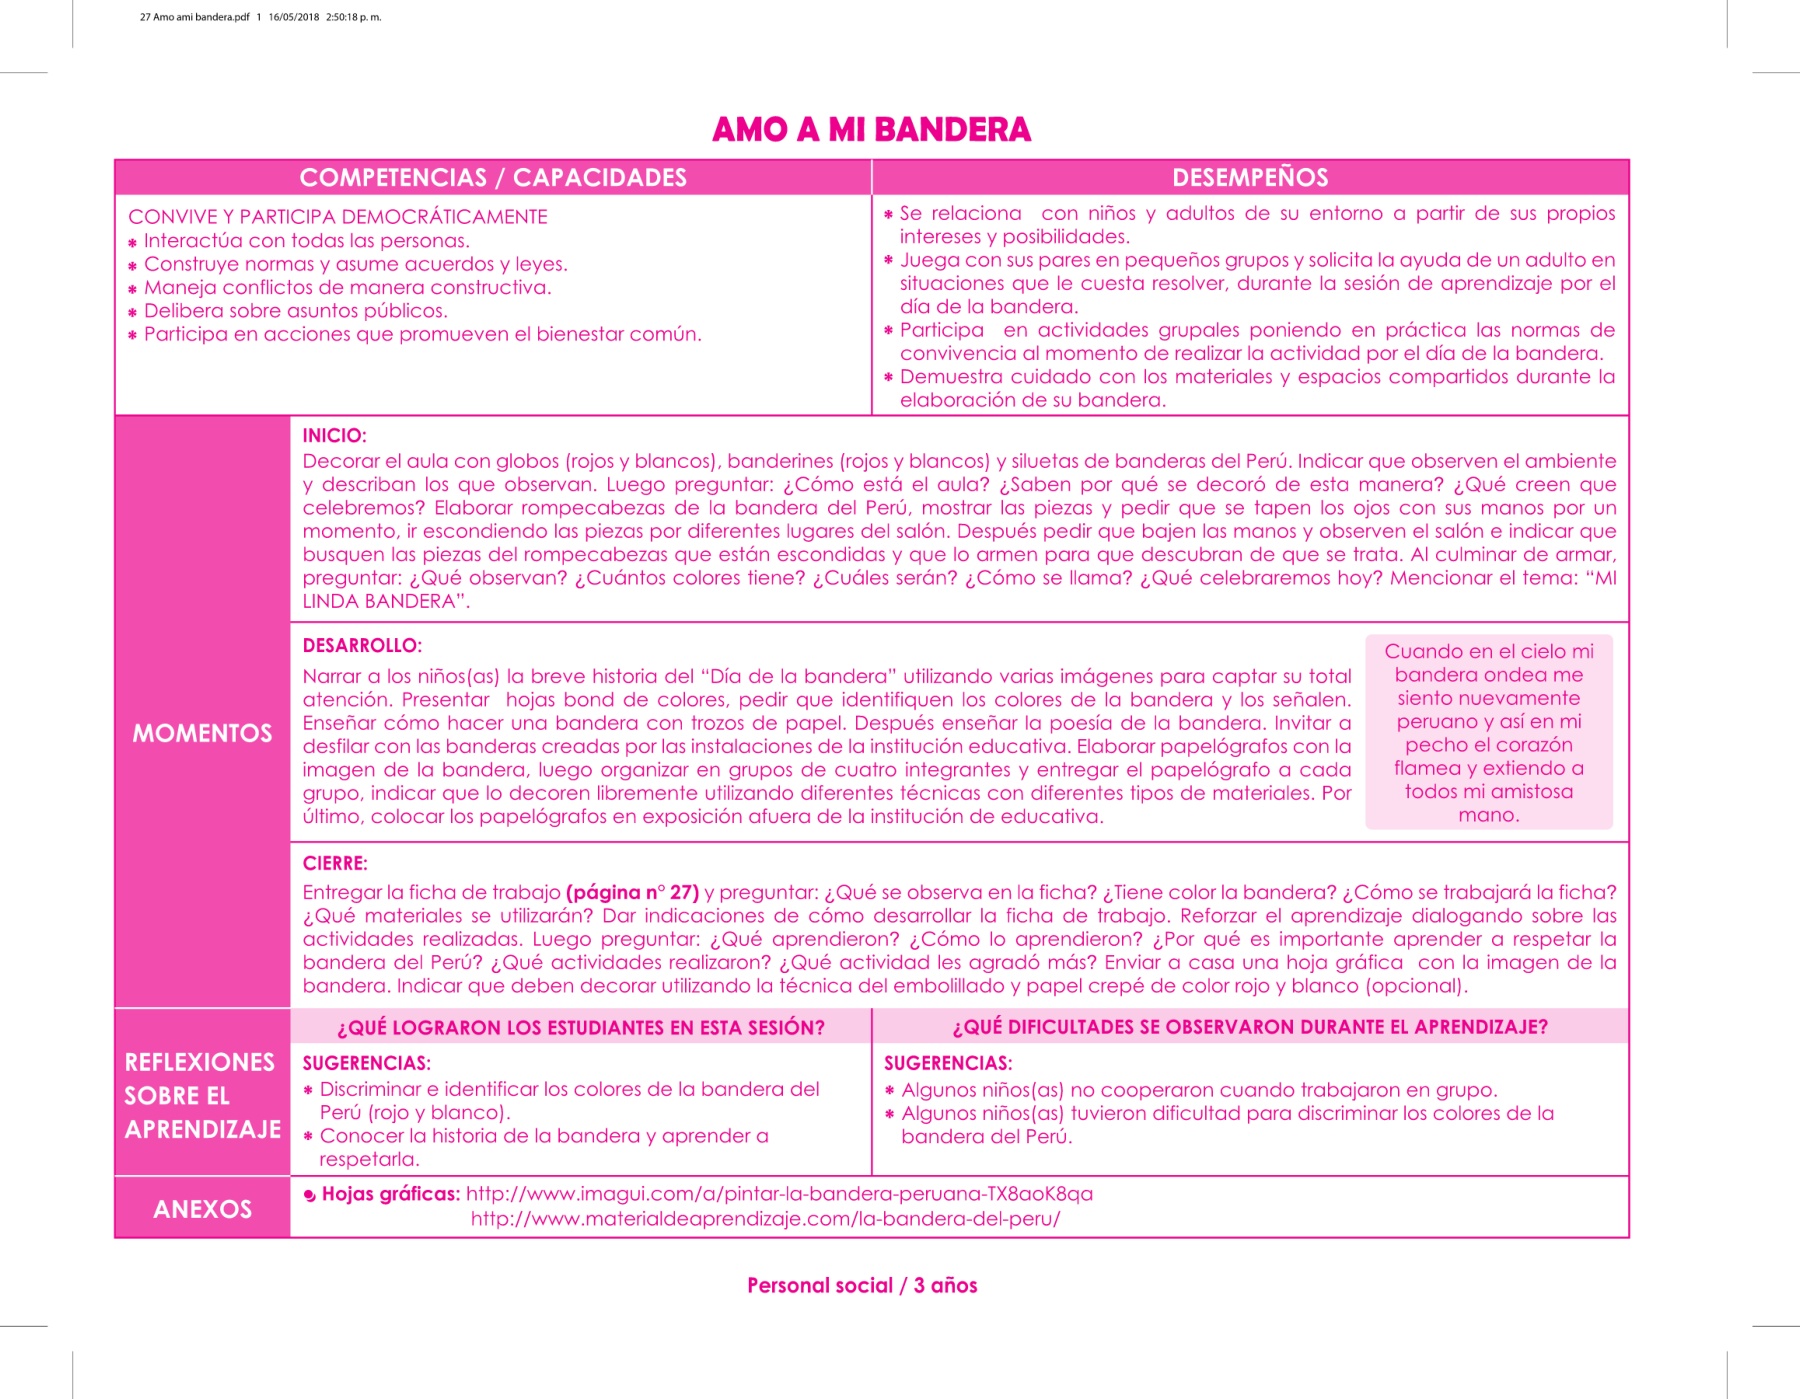 27 Amo ami bandera.pdf 1 16/05/2018 2:50:18 p. m.
AMO A MI BANDERA
COMPETENCIAS / CAPACIDADES
DESEMPEÑOS
CONVIVE Y PARTICIPA DEMOCRÁTICAMENTE
* Interactúa con todas las personas.
* Construye normas y asume acuerdos y leyes.
* Maneja conflictos de manera constructiva.
* Delibera sobre asuntos públicos.
* Participa en acciones que promueven el bienestar común.
* Se relaciona con niños y adultos de su entorno a partir de sus propios
intereses y posibilidades.
* Juega con sus pares en pequeños grupos y solicita la ayuda de un adulto en
situaciones que le cuesta resolver, durante la sesión de aprendizaje por el
día de la bandera.
* Participa en actividades grupales poniendo en práctica las normas de
convivencia al momento de realizar la actividad por el día de la bandera.
* Demuestra cuidado con los materiales y espacios compartidos durante la
elaboración de su bandera.
MOMENTOS
INICIO:
Decorar el aula con globos (rojos y blancos), banderines (rojos y blancos) y siluetas de banderas del Perú. Indicar que observen el ambiente
y describan los que observan. Luego preguntar: ¿Cómo está el aula? ¿Saben por qué se decoró de esta manera? ¿Qué creen que
celebremos? Elaborar rompecabezas de la bandera del Perú, mostrar las piezas y pedir que se tapen los ojos con sus manos por un
momento, ir escondiendo las piezas por diferentes lugares del salón. Después pedir que bajen las manos y observen el salón e indicar que
busquen las piezas del rompecabezas que están escondidas y que lo armen para que descubran de que se trata. Al culminar de armar,
preguntar: ¿Qué observan? ¿Cuántos colores tiene? ¿Cuáles serán? ¿Cómo se llama? ¿Qué celebraremos hoy? Mencionar el tema: “MI
LINDA BANDERA”.
DESARROLLO:
Narrar a los niños(as) la breve historia del “Día de la bandera” utilizando varias imágenes para captar su total
atención. Presentar hojas bond de colores, pedir que identifiquen los colores de la bandera y los señalen.
Enseñar cómo hacer una bandera con trozos de papel. Después enseñar la poesía de la bandera. Invitar a
desfilar con las banderas creadas por las instalaciones de la institución educativa. Elaborar papelógrafos con la
imagen de la bandera, luego organizar en grupos de cuatro integrantes y entregar el papelógrafo a cada
grupo, indicar que lo decoren libremente utilizando diferentes técnicas con diferentes tipos de materiales. Por
último, colocar los papelógrafos en exposición afuera de la institución de educativa.
Cuando en el cielo mi
bandera ondea me
siento nuevamente
peruano y así en mi
pecho el corazón
flamea y extiendo a
todos mi amistosa
mano.
CIERRE:
Entregar la ficha de trabajo (página n° 27) y preguntar: ¿Qué se observa en la ficha? ¿Tiene color la bandera? ¿Cómo se trabajará la ficha?
¿Qué materiales se utilizarán? Dar indicaciones de cómo desarrollar la ficha de trabajo. Reforzar el aprendizaje dialogando sobre las
actividades realizadas. Luego preguntar: ¿Qué aprendieron? ¿Cómo lo aprendieron? ¿Por qué es importante aprender a respetar la
bandera del Perú? ¿Qué actividades realizaron? ¿Qué actividad les agradó más? Enviar a casa una hoja gráfica con la imagen de la
bandera. Indicar que deben decorar utilizando la técnica del embolillado y papel crepé de color rojo y blanco (opcional).
REFLEXIONES
SOBRE EL
APRENDIZAJE
¿QUÉ LOGRARON LOS ESTUDIANTES EN ESTA SESIÓN?
SUGERENCIAS:
* Discriminar e identificar los colores de la bandera del
Perú (rojo y blanco).
* Conocer la historia de la bandera y aprender a
respetarla.
¿QUÉ DIFICULTADES SE OBSERVARON DURANTE EL APRENDIZAJE?
SUGERENCIAS:
* Algunos niños(as) no cooperaron cuando trabajaron en grupo.
* Algunos niños(as) tuvieron dificultad para discriminar los colores de la
bandera del Perú.
ANEXOS
Hojas gráficas: http://www.imagui.com/a/pintar-la-bandera-peruana-TX8aoK8qa
http://www.materialdeaprendizaje.com/la-bandera-del-peru/
Personal social / 3 años